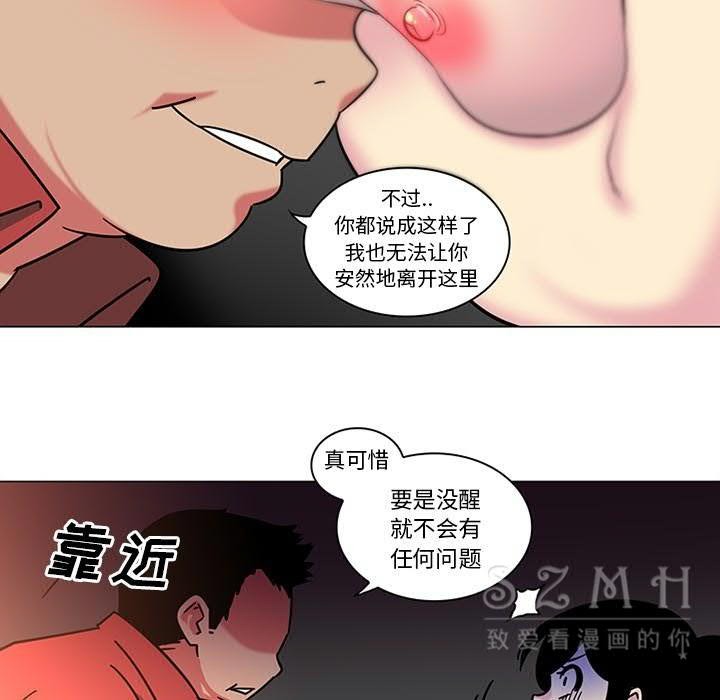 不过..
你都说成这样了
我也无法让你
安然地离开这里
真可惜
要是没醒
就不会有
任何问题
靠近
SZMH
致爱看漫画的你